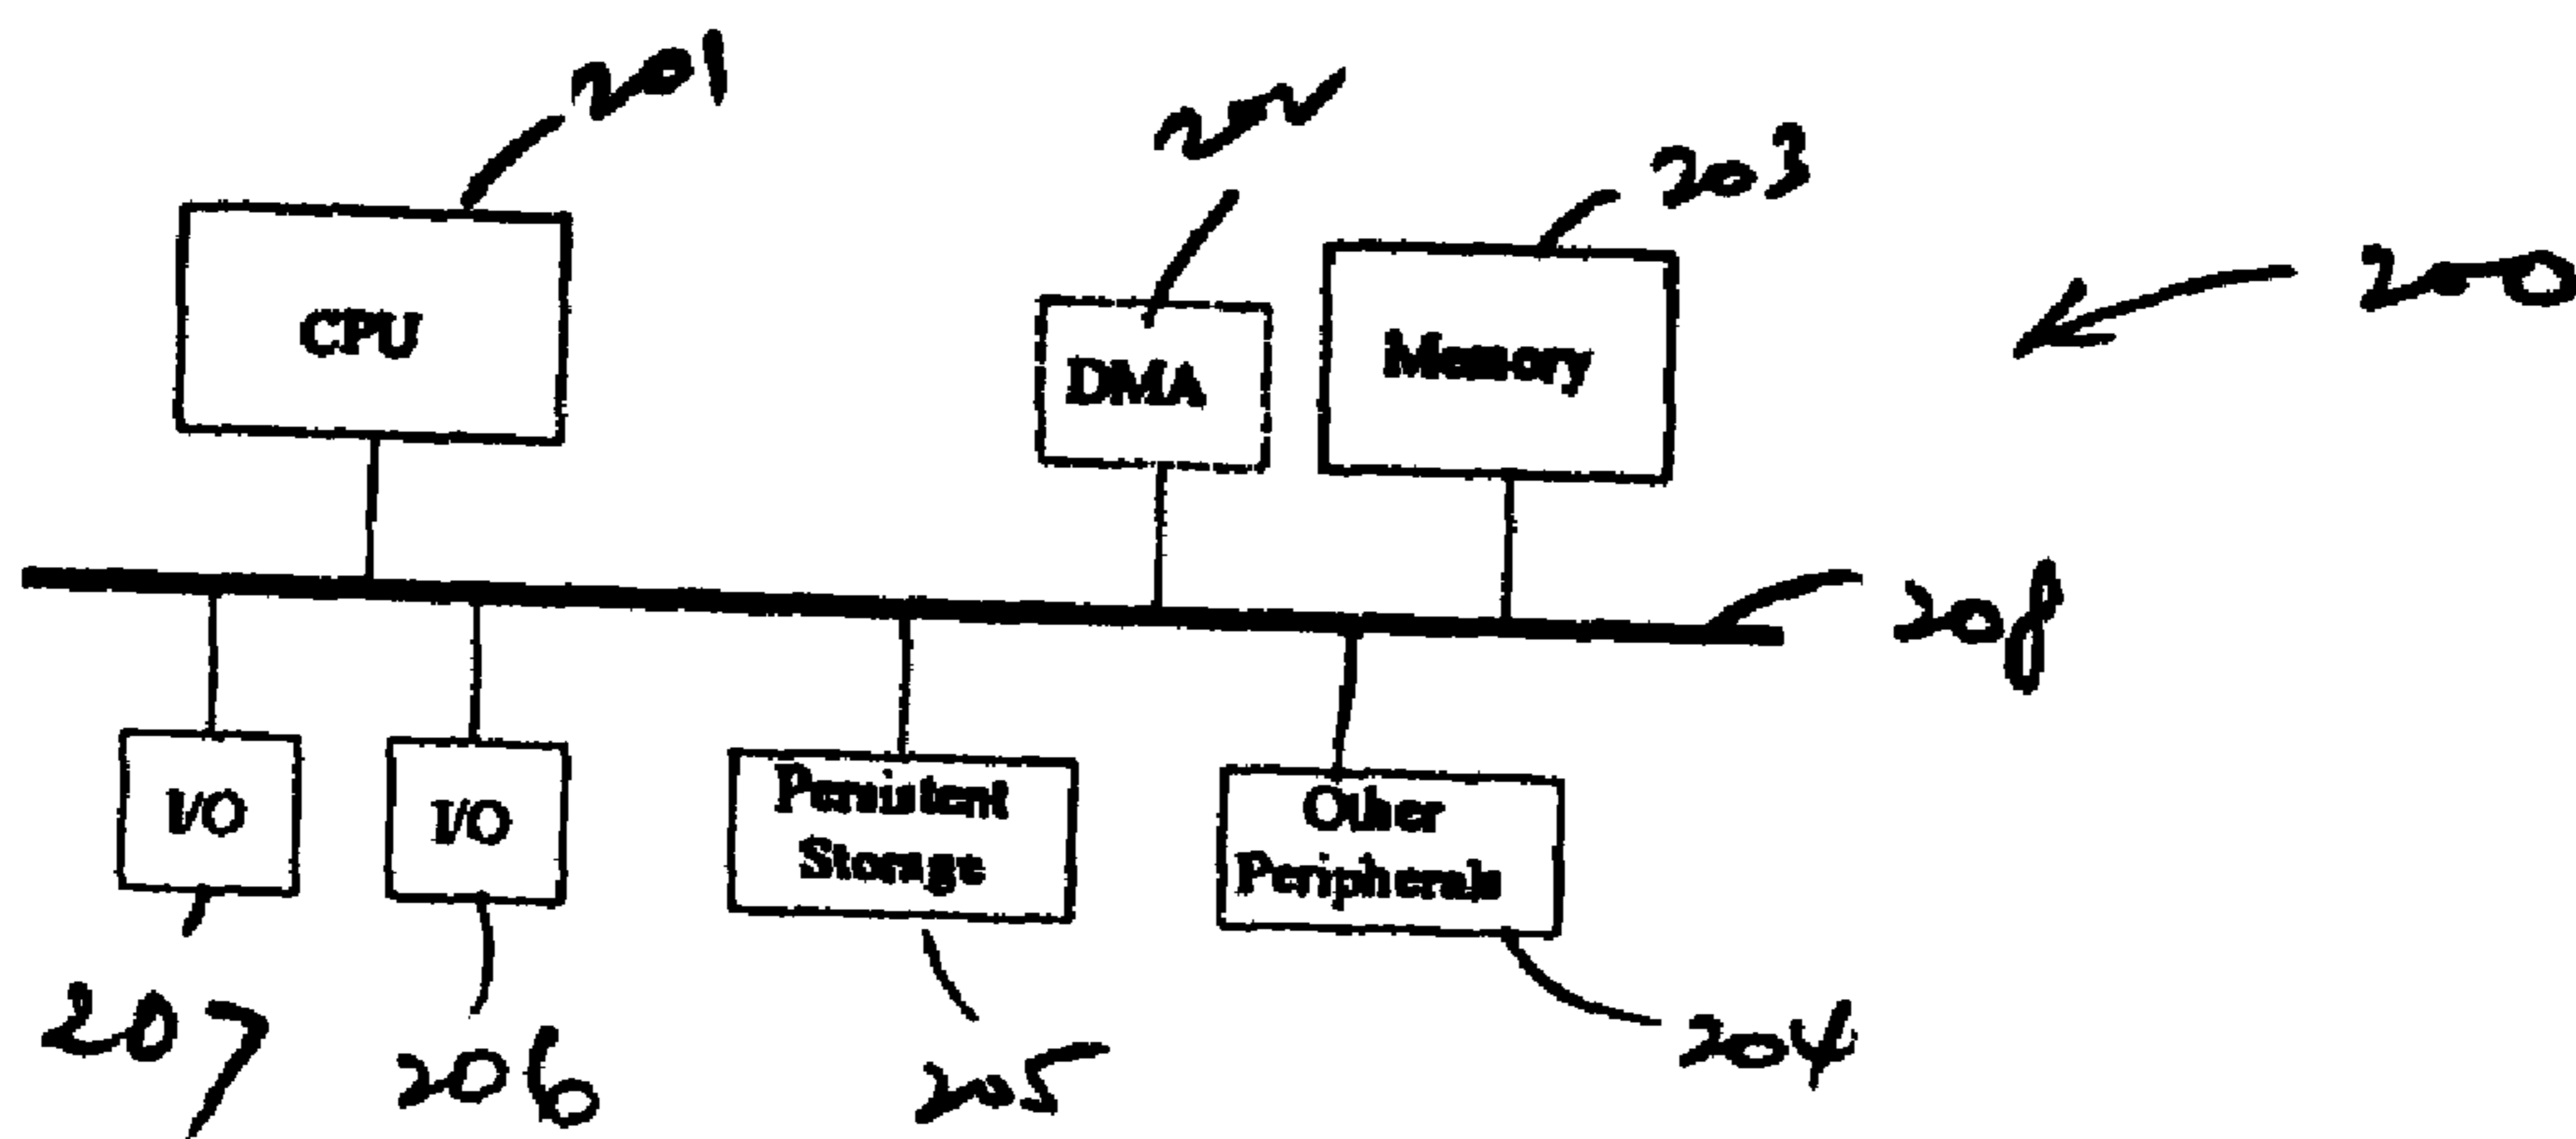 201
202
203
200
CPU
DMA
Memory
208
I/O
I/O
Persistent
Storage
Other
Peripherals
207
206
205
204